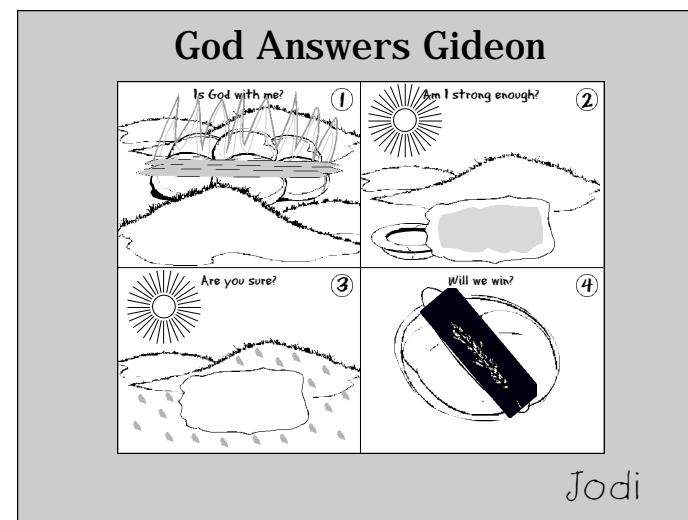 God Answers Gideon
Is God with me?
1
Am I strong enough?
2
Are you sure?
3
Will we win?
4
Jodi